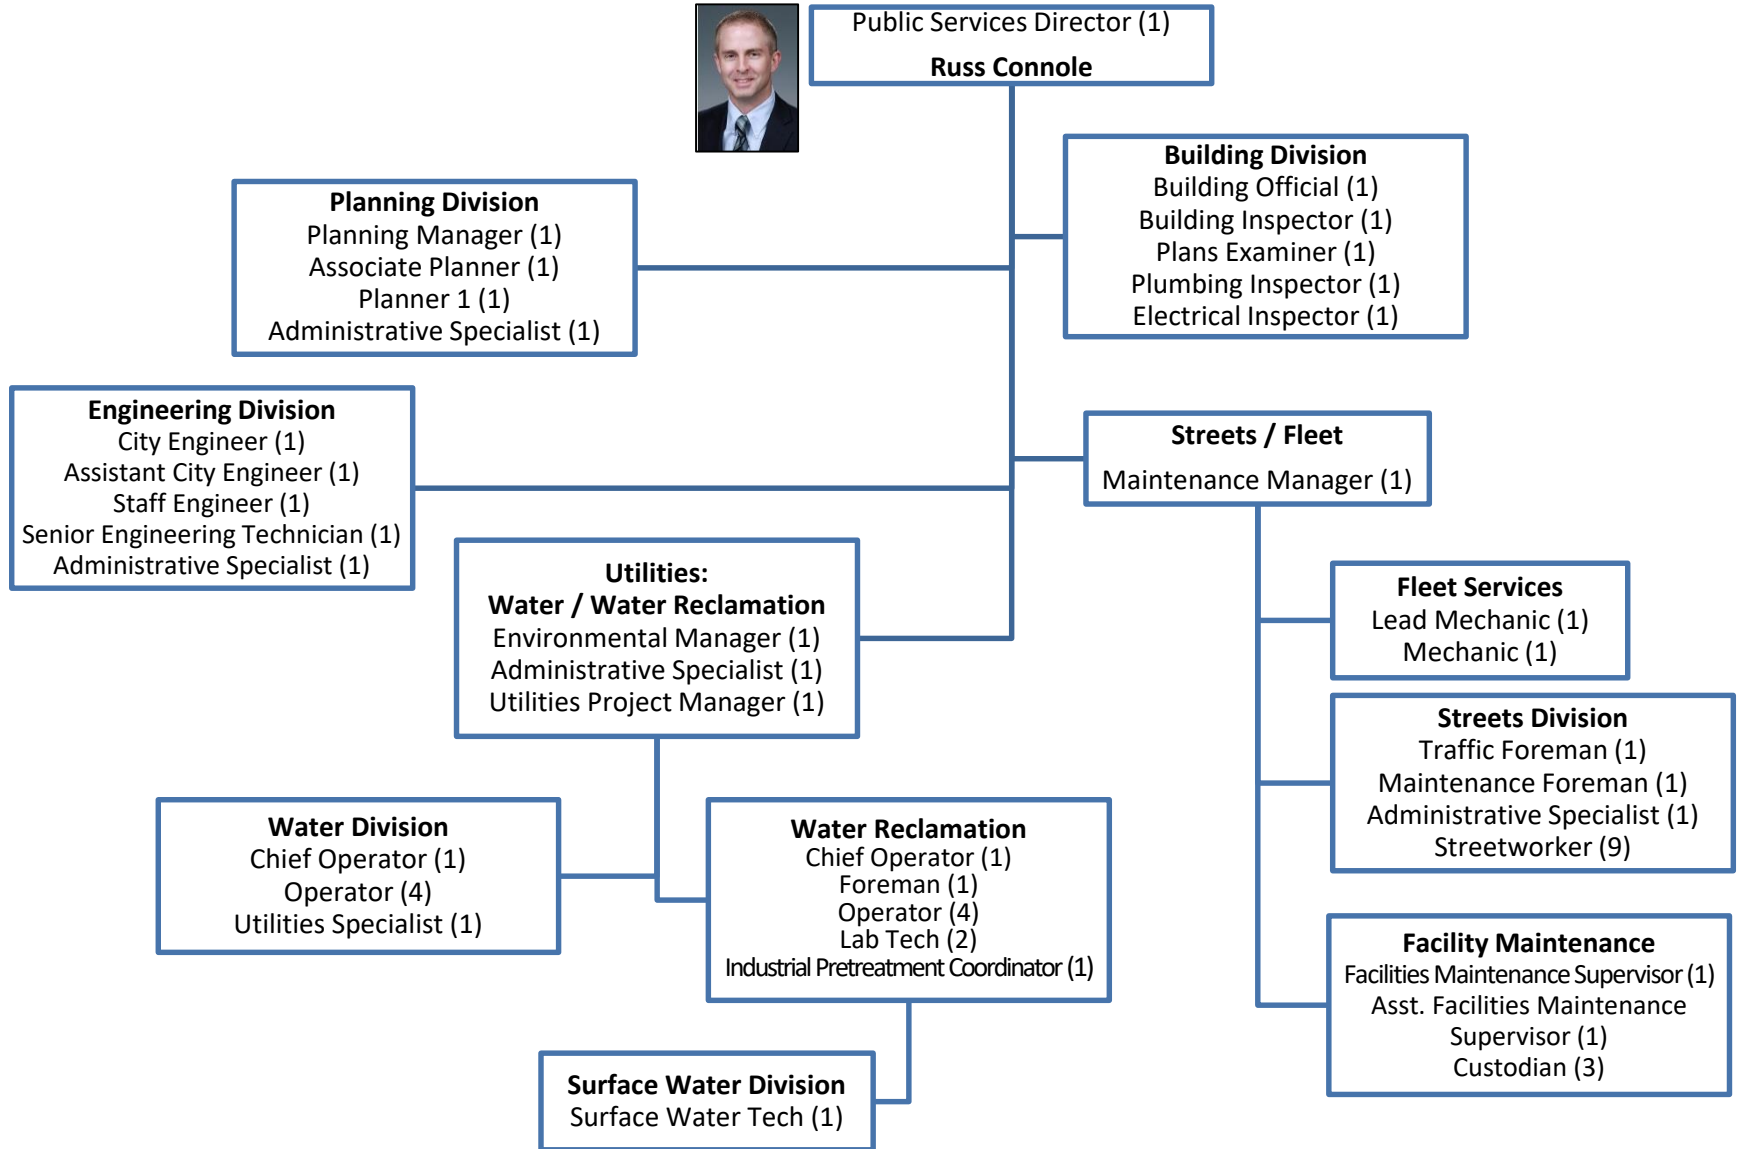 Public Services Director (1)
Russ Connole
Building Division
Building Official (1)
Building Inspector (1)
Plans Examiner (1)
Plumbing Inspector (1)
Electrical Inspector (1)
Planning Division
Planning Manager (1)
Associate Planner (1)
Planner 1 (1)
Administrative Specialist (1)
Engineering Division
City Engineer (1)
Assistant City Engineer (1)
Staff Engineer (1)
Senior Engineering Technician (1)
Administrative Specialist (1)
Streets / Fleet
Maintenance Manager (1)
Utilities:
Water / Water Reclamation
Environmental Manager (1)
Administrative Specialist (1)
Utilities Project Manager (1)
Fleet Services
Lead Mechanic (1)
Mechanic (1)
Streets Division
Traffic Foreman (1)
Maintenance Foreman (1)
Administrative Specialist (1)
Streetworker (9)
Water Division
Chief Operator (1)
Operator (4)
Utilities Specialist (1)
Water Reclamation
Chief Operator (1)
Foreman (1)
Operator (4)
Lab Tech (2)
Industrial Pretreatment Coordinator (1)
Facility Maintenance
Facilities Maintenance Supervisor (1)
Asst. Facilities Maintenance
Supervisor (1)
Custodian (3)
Surface Water Division
Surface Water Tech (1)